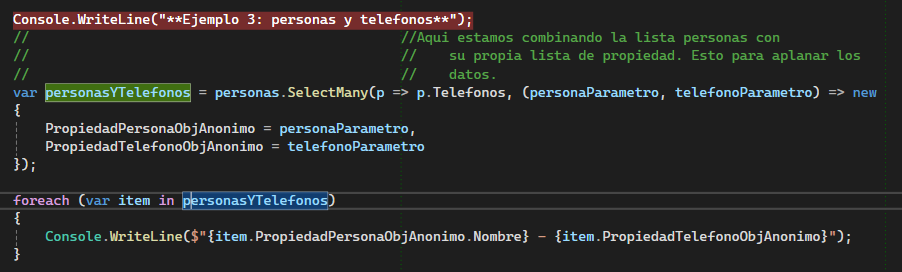 Console.WriteLine("**Ejemplo 3: personas y telefonos**");
// //Aqui estamos combinando la lista personas con
// // su propia lista de propiedad. Esto para aplanar los
// // datos.
var personasYTelefonos = personas.SelectMany(p => p.Telefonos, (personaParametro, telefonoParametro) => new
{
PropiedadPersonaObjAnonimo = personaParametro,
PropiedadTelefonoObjAnonimo = telefonoParametro
});
foreach (var item in personasYTelefonos)
{
Console.WriteLine($"{item.PropiedadPersonaObjAnonimo.Nombre} - {item.PropiedadTelefonoObjAnonimo}");
}